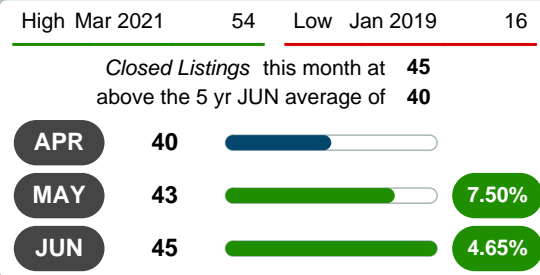 High Mar 2021 54 Low Jan 2019 16
Closed Listings this month at 45
above the 5 yr JUN average of 40
APR 40
MAY 43 7.50%
JUN 45 4.65%